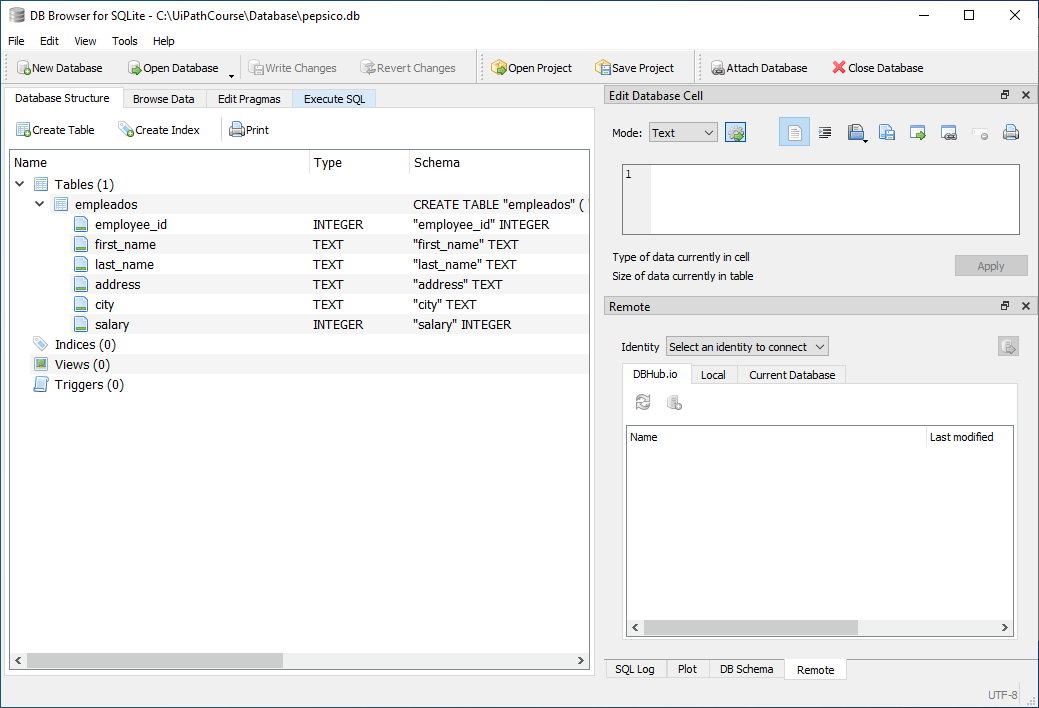 DB Browser for SQLite - C:\UiPathCourse\Database\pepsico.db
File Edit View Tools Help
New Database Open Database Write Changes Revert Changes Open Project Save Project Attach Database Close Database
Database Structure Browse Data Edit Pragmas Execute SQL
Create Table Create Index Print
Name Type Schema
Tables (1)
empleados CREATE TABLE "empleados" (
employee_id INTEGER "employee_id" INTEGER
first_name TEXT "first_name" TEXT
last_name TEXT "last_name" TEXT
address TEXT "address" TEXT
city TEXT "city" TEXT
salary INTEGER "salary" INTEGER
Indices (0)
Views (0)
Triggers (0)
Edit Database Cell
Mode: Text
1
Type of data currently in cell
Size of data currently in table
Apply
Remote
Identity Select an identity to connect
DBHub.io Local Current Database
Name Last modified
SQL Log Plot DB Schema Remote
UTF-8